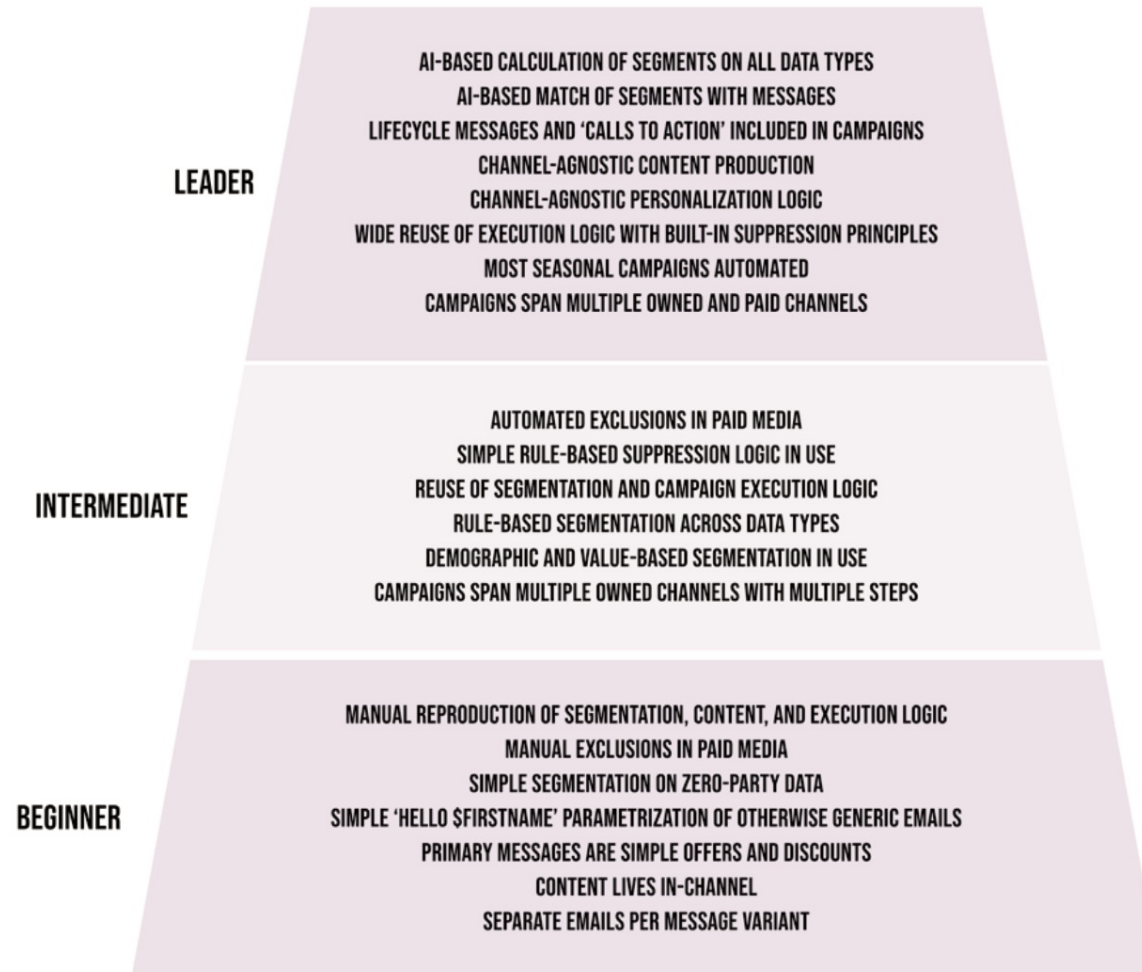 AI-BASED CALCULATION OF SEGMENTS ON ALL DATA TYPES
AI-BASED MATCH OF SEGMENTS WITH MESSAGES
LIFECYCLE MESSAGES AND ‘CALLS TO ACTION’ INCLUDED IN CAMPAIGNS
CHANNEL-AGNOSTIC CONTENT PRODUCTION
LEADER
CHANNEL-AGNOSTIC PERSONALIZATION LOGIC
WIDE REUSE OF EXECUTION LOGIC WITH BUILT-IN SUPPRESSION PRINCIPLES
MOST SEASONAL CAMPAIGNS AUTOMATED
CAMPAIGNS SPAN MULTIPLE OWNED AND PAID CHANNELS
AUTOMATED EXCLUSIONS IN PAID MEDIA
SIMPLE RULE-BASED SUPPRESSION LOGIC IN USE
REUSE OF SEGMENTATION AND CAMPAIGN EXECUTION LOGIC
INTERMEDIATE
RULE-BASED SEGMENTATION ACROSS DATA TYPES
DEMOGRAPHIC AND VALUE-BASED SEGMENTATION IN USE
CAMPAIGNS SPAN MULTIPLE OWNED CHANNELS WITH MULTIPLE STEPS
MANUAL REPRODUCTION OF SEGMENTATION, CONTENT, AND EXECUTION LOGIC
MANUAL EXCLUSIONS IN PAID MEDIA
SIMPLE SEGMENTATION ON ZERO-PARTY DATA
BEGINNER
SIMPLE ‘HELLO $FIRSTNAME’ PARAMETRIZATION OF OTHERWISE GENERIC EMAILS
PRIMARY MESSAGES ARE SIMPLE OFFERS AND DISCOUNTS
CONTENT LIVES IN-CHANNEL
SEPARATE EMAILS PER MESSAGE VARIANT